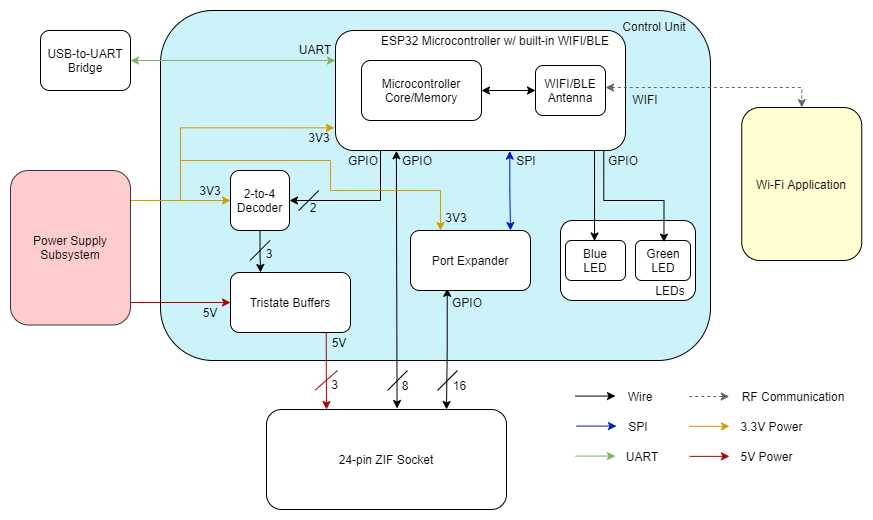 Control Unit
ESP32 Microcontroller w/ built-in WIFI/BLE
USB-to-UART
Bridge
UART
Microcontroller
Core/Memory
WIFI/BLE
Antenna
WIFI
3V3
GPIO
GPIO
SPI
GPIO
Wi-Fi Application
3V3
2-to-4
Decoder
2
3V3
Power Supply
Subsystem
3
Port Expander
Blue
LED
Green
LED
LEDs
5V
Tristate Buffers
GPIO
5V
3
8
16
24-pin ZIF Socket
Wire
RF Communication
SPI
3.3V Power
UART
5V Power